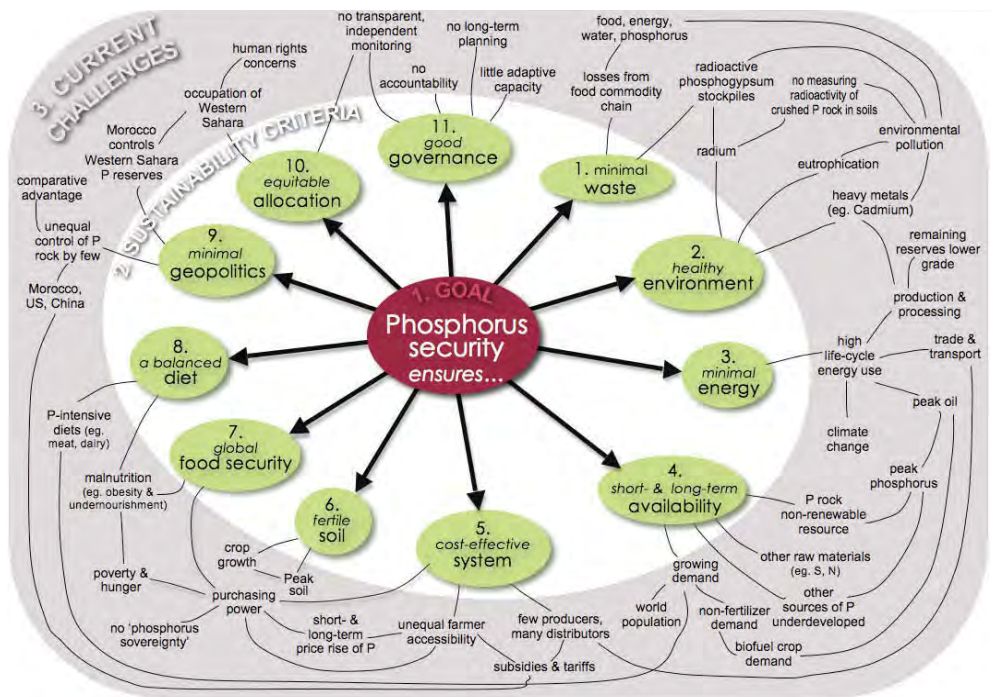 3. CURRENT
CHALLENGES
2. SUSTAINABILITY CRITERIA
1. GOAL
Phosphorus
security
ensures...
1. minimal
waste
2.
healthy
environment
3.
minimal
energy
4.
short- & long-term
availability
5.
cost-effective
system
6.
fertile
soil
7.
global
food security
8.
a balanced
diet
9.
minimal
geopolitics
10.
equitable
allocation
11.
good
governance
human rights
concerns
no transparent,
independent
monitoring
no long-term
planning
no
accountability
little adaptive
capacity
food, energy,
water, phosphorus
losses from
food commodity
chain
radioactive
phosphogypsum
stockpiles
no measuring
radioactivity of
crushed P rock in soils
environmental
pollution
radium
eutrophication
heavy metals
(eg. Cadmium)
remaining
reserves lower
grade
production &
processing
high
life-cycle
energy use
trade &
transport
climate
change
peak oil
peak
phosphorus
P rock
non-renewable
resource
other raw materials
(eg. S, N)
other
sources of P
underdeveloped
growing
demand
world
population
non-fertilizer
demand
biofuel crop
demand
few producers,
many distributors
subsidies & tariffs
unequal farmer
accessibility
short- &
long-term
price rise of P
purchasing
power
no 'phosphorus
sovereignty'
poverty &
hunger
crop
growth
Peak
soil
malnutrition
(eg. obesity &
undernourishment)
P-intensive
diets (eg.
meat, dairy)
Morocco,
US, China
unequal
control of P
rock by few
comparative
advantage
Morocco
controls
Western Sahara
P reserves
occupation of
Western
Sahara